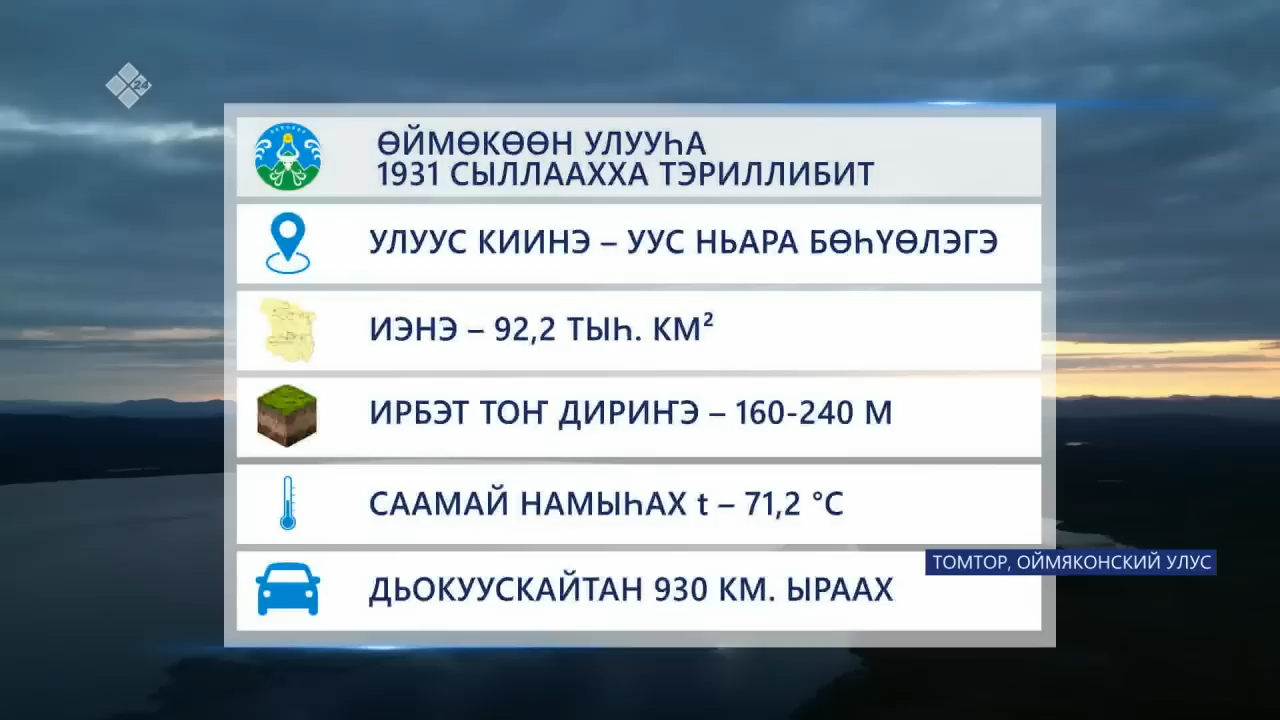 24
ӨЙМӨКӨӨН УЛУУҺА
1931 СЫЛЛААХХА ТЭРИЛЛИБИТ
УЛУУС КИИНЭ – УУС НЬАРА БӨҺҮӨЛЭГЭ
ИЭНЭ – 92,2 ТЫҺ. КМ²
ИРБЭТ ТОҤ ДИРИҤЭ – 160-240 М
СААМАЙ НАМЫҺАХ t – 71,2 °С
ТОМТОР, ОЙМЯКОНСКИЙ УЛУС
ДЬОКУУСКАЙТАН 930 КМ. ЫРААХ